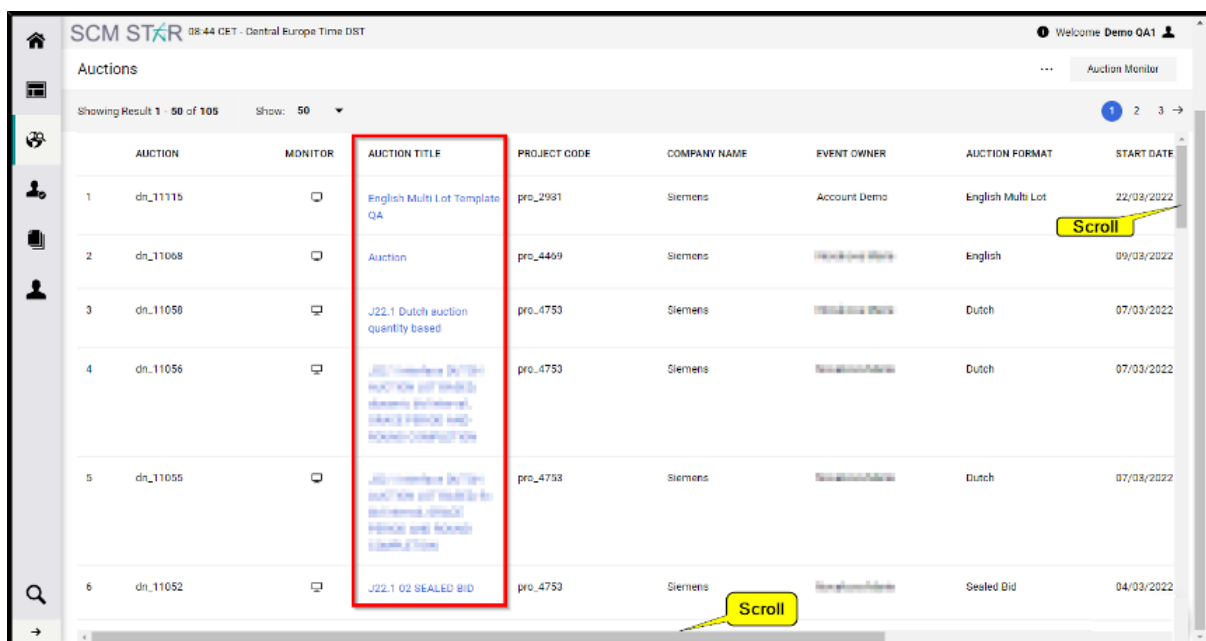 SCM STAR 08:44 CET - Central Europe Time DST Welcome Demo QA1
Auctions ... Auction Monitor
Showing Result 1 - 50 of 105 Show: 50 1 2 3 →
AUCTION MONITOR AUCTION TITLE PROJECT CODE COMPANY NAME EVENT OWNER AUCTION FORMAT START DATE
1 dn_11115 English Multi Lot Template pro_2931 Siemens Account Demo English Multi Lot 22/03/2022
QA
Scroll
2 dn_11068 Auction pro_4469 Siemens English 09/03/2022
3 dn_11058 J22.1 Dutch auction pro_4753 Siemens Dutch 07/03/2022
quantity based
4 dn_11056 pro_4753 Siemens Dutch 07/03/2022
5 dn_11055 pro_4753 Siemens Dutch 07/03/2022
6 dn_11052 J22.1 02 SEALED BID pro_4753 Siemens Sealed Bid 04/03/2022
Scroll